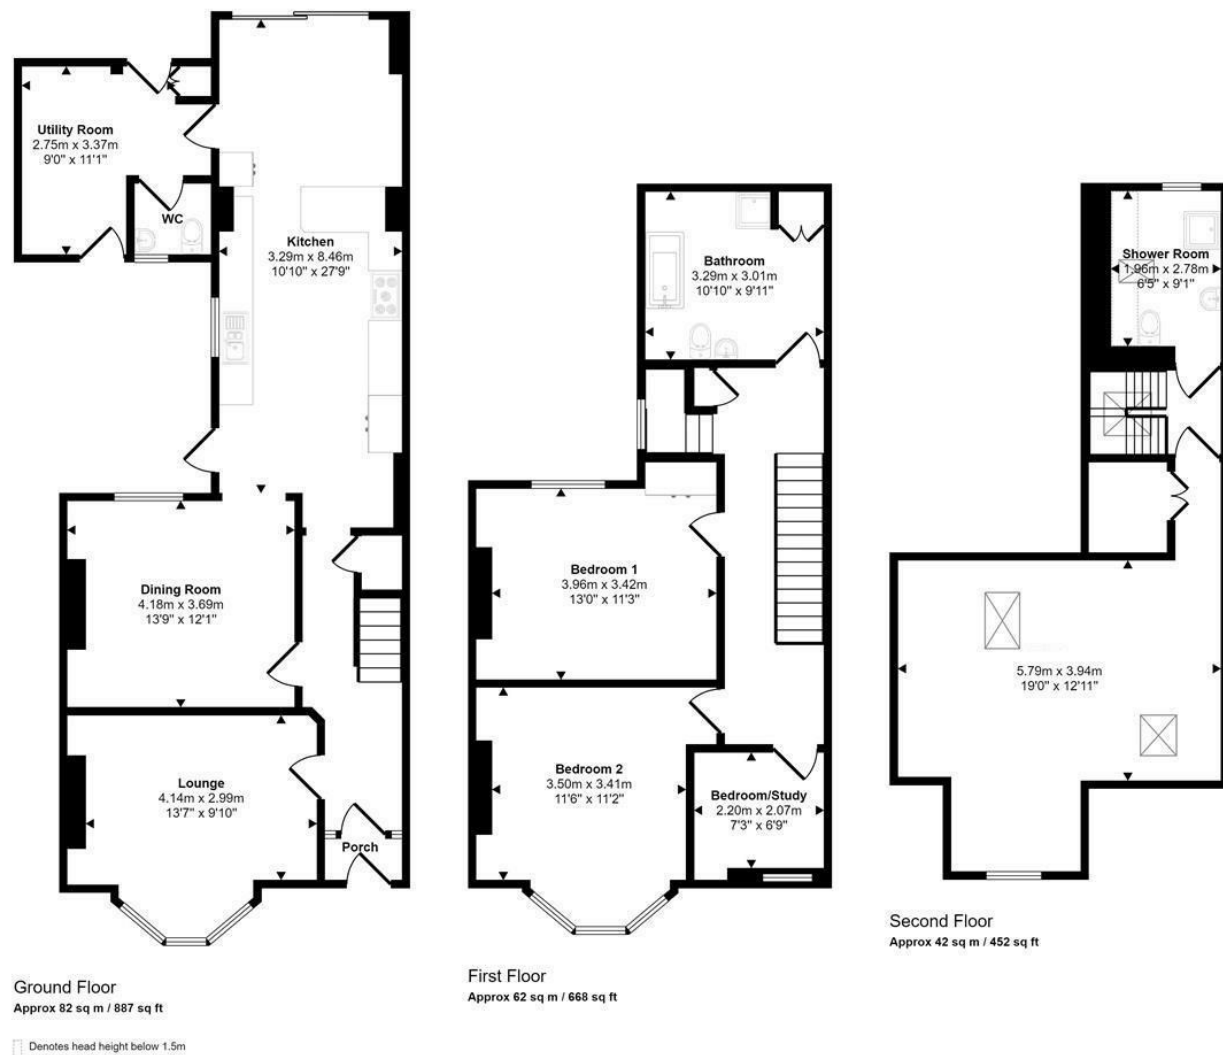 Utility Room
2.75m x 3.37m
9'0" x 11'1"
WC
Kitchen
3.29m x 8.46m
10'10" x 27'9"
Dining Room
4.18m x 3.69m
13'9" x 12'1"
Lounge
4.14m x 2.99m
13'7" x 9'10"
Porch
Ground Floor
Approx 82 sq m / 887 sq ft
Denotes head height below 1.5m
Bathroom
3.29m x 3.01m
10'10" x 9'11"
Bedroom 1
3.96m x 3.42m
13'0" x 11'3"
Bedroom 2
3.50m x 3.41m
11'6" x 11'2"
Bedroom/Study
2.20m x 2.07m
7'3" x 6'9"
First Floor
Approx 62 sq m / 668 sq ft
Shower Room
1.96m x 2.78m
6'5" x 9'1"
5.79m x 3.94m
19'0" x 12'11"
Second Floor
Approx 42 sq m / 452 sq ft